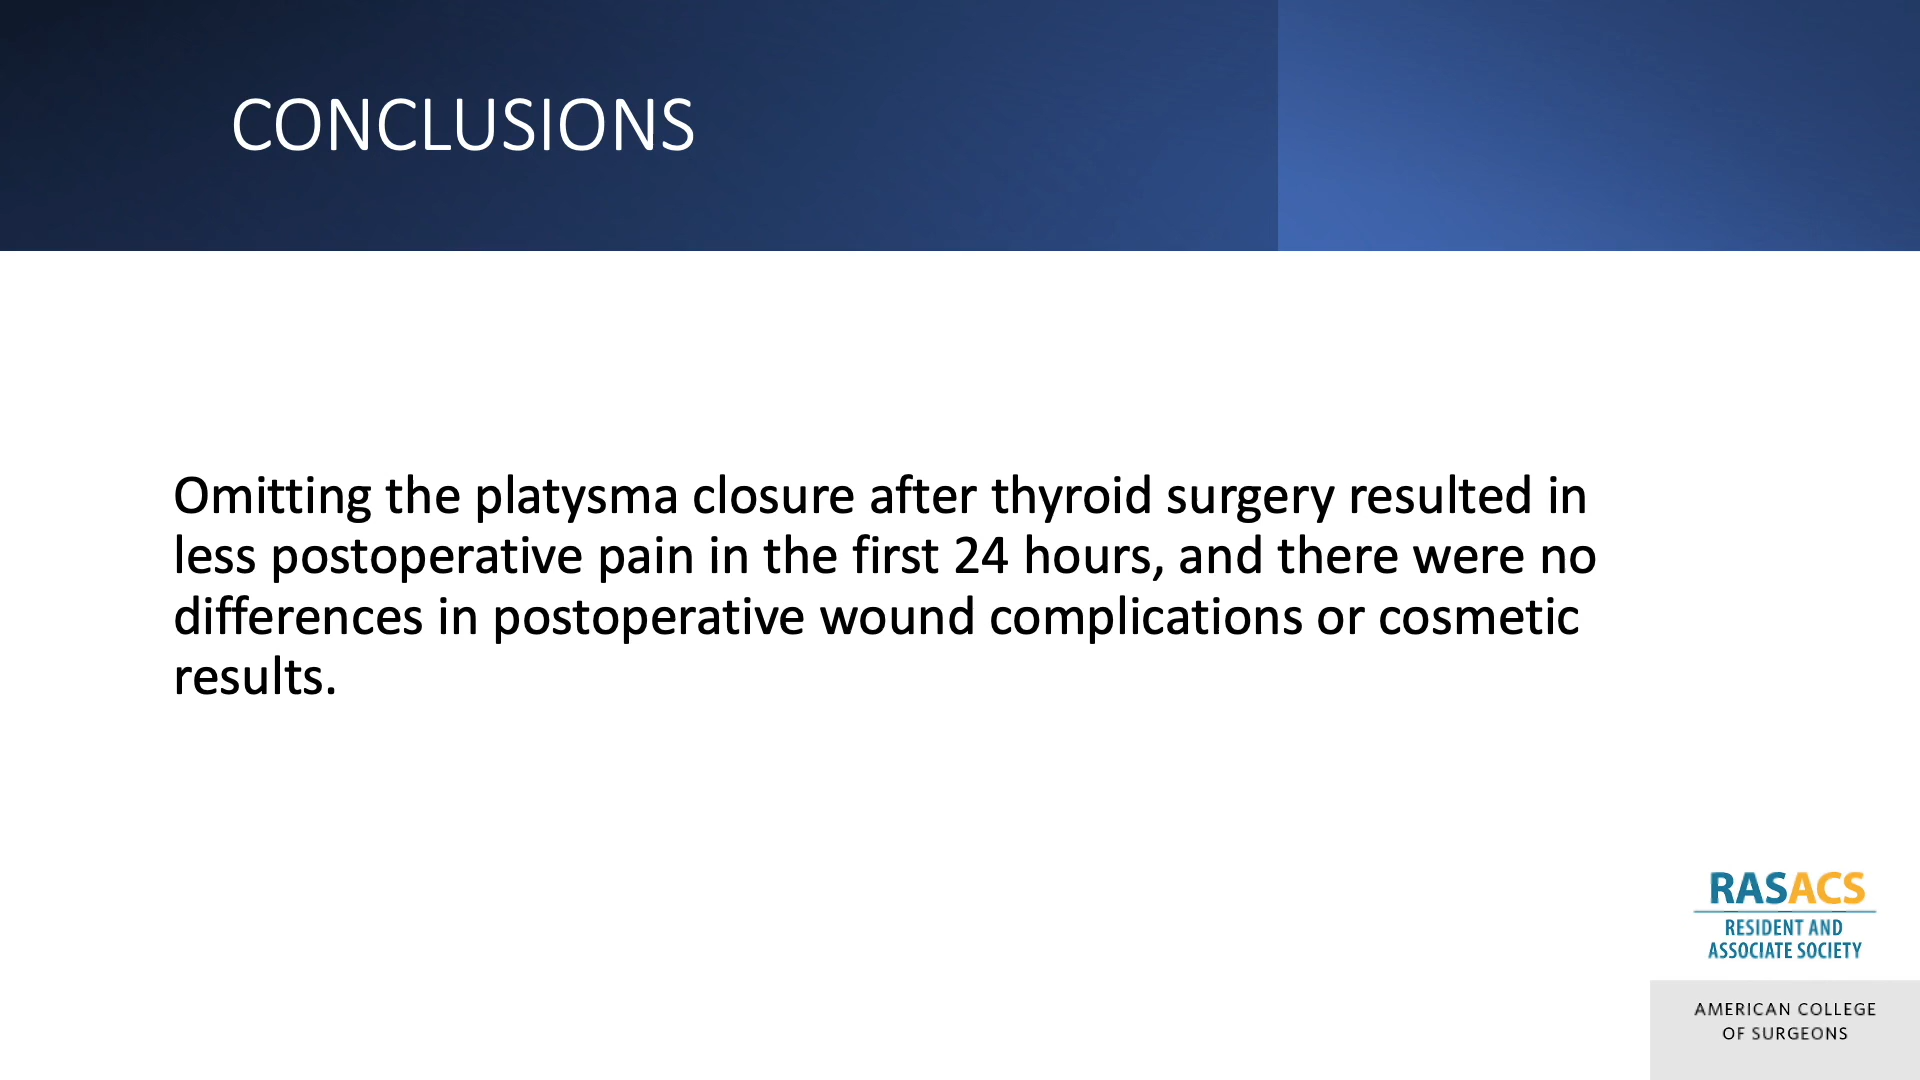 CONCLUSIONS
Omitting the platysma closure after thyroid surgery resulted in
less postoperative pain in the first 24 hours, and there were no
differences in postoperative wound complications or cosmetic
results.
RASACS
RESIDENT AND
ASSOCIATE SOCIETY
AMERICAN COLLEGE
OF SURGEONS